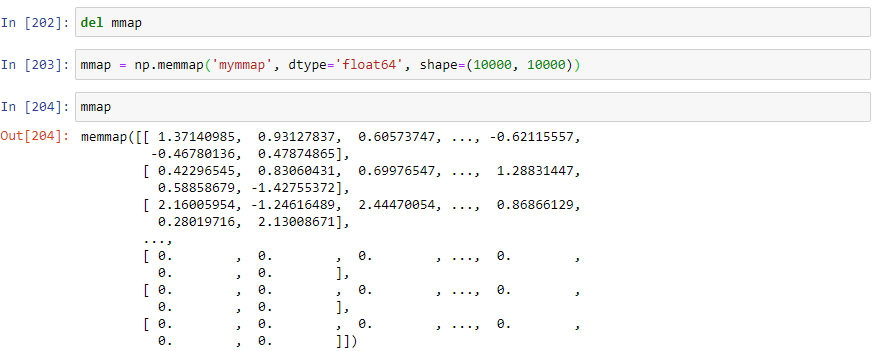 In [202]: del mmap
In [203]: mmap = np.memmap('mymmap', dtype='float64', shape=(10000, 10000))
In [204]: mmap
Out[204]: memmap([[ 1.37140985,  0.93127837,  0.60573747, ..., -0.62115557,
-0.46780136,  0.47874865],
[ 0.42296545,  0.83060431,  0.69976547, ...,  1.28831447,
0.58858679, -1.42755372],
[ 2.16005954, -1.24616489,  2.44470054, ...,  0.86866129,
0.28019716,  2.13008671],
...,
[ 0.        ,  0.        ,  0.        , ...,  0.        ,
0.        ,  0.        ],
[ 0.        ,  0.        ,  0.        , ...,  0.        ,
0.        ,  0.        ],
[ 0.        ,  0.        ,  0.        , ...,  0.        ,
0.        ,  0.        ]])